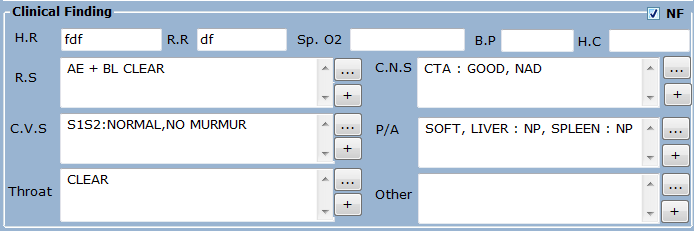 Clinical Finding NF
H.R fdf R.R df Sp. O2 B.P H.C
R.S AE + BL CLEAR ... + C.N.S CTA : GOOD, NAD ... +
C.V.S S1S2:NORMAL,NO MURMUR ... + P/A SOFT, LIVER : NP, SPLEEN : NP ... +
Throat CLEAR ... + Other ... +